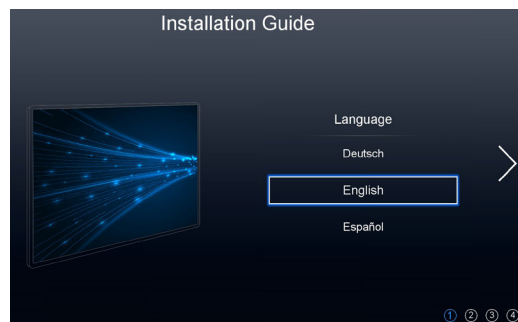 Installation Guide
Language
Deutsch
English
Español
1 2 3 4